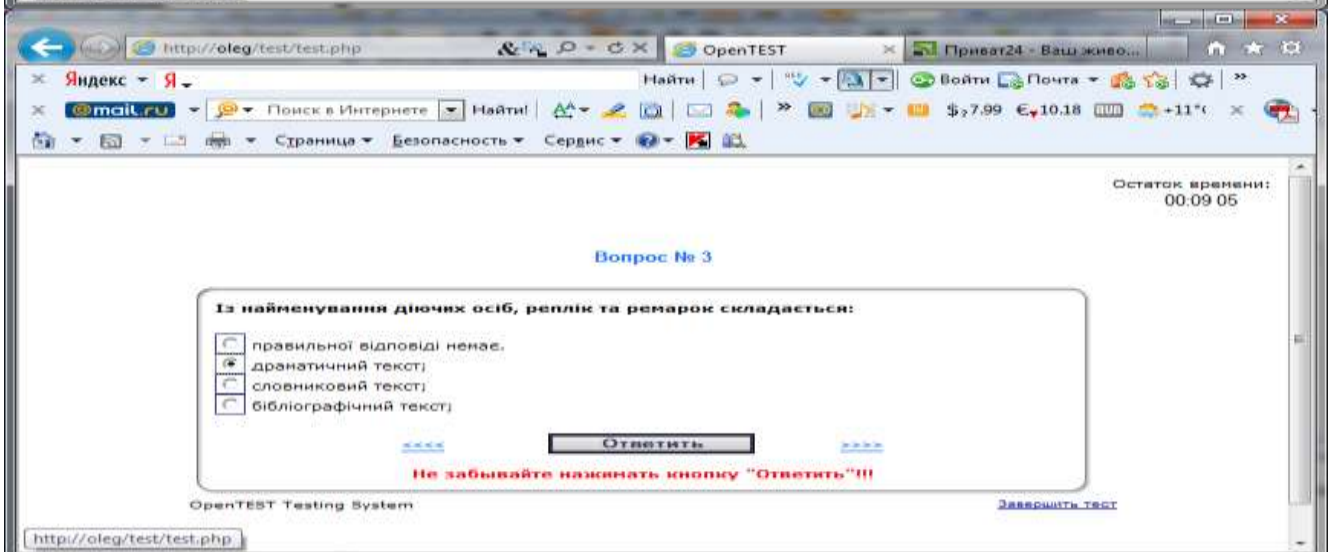 http://oleg/test/test.php
OpenTEST
Приват24 - Ваш живо...
Яндекс Я Найти Войти Почта »
@mail.ru Поиск в Интернете Найти! » $ 7.99 € 10.18 +11°
Страница Безопасность Сервис
Остаток времени:
00:09 05
Вопрос № 3
Із найменування діючих осіб, реплік та ремарок складається:
правильної відповіді немає.
драматичний текст;
словниковий текст;
бібліографічний текст;
<<<< Ответить >>>>
Не забывайте нажимать кнопку "Ответить"!!!
OpenTEST Testing System Завершить тест
http://oleg/test/test.php